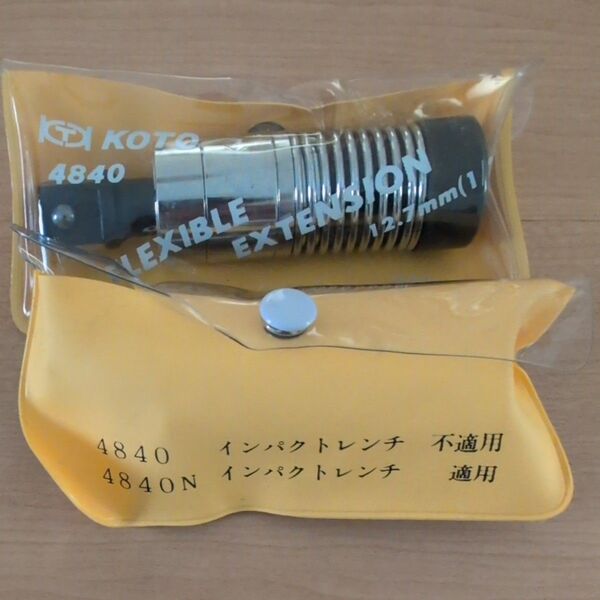 KOTO
4840
FLEXIBLE
EXTENSION
12.7mm(1
4840 インパクトレンチ 不適用
4840N インパクトレンチ 適用